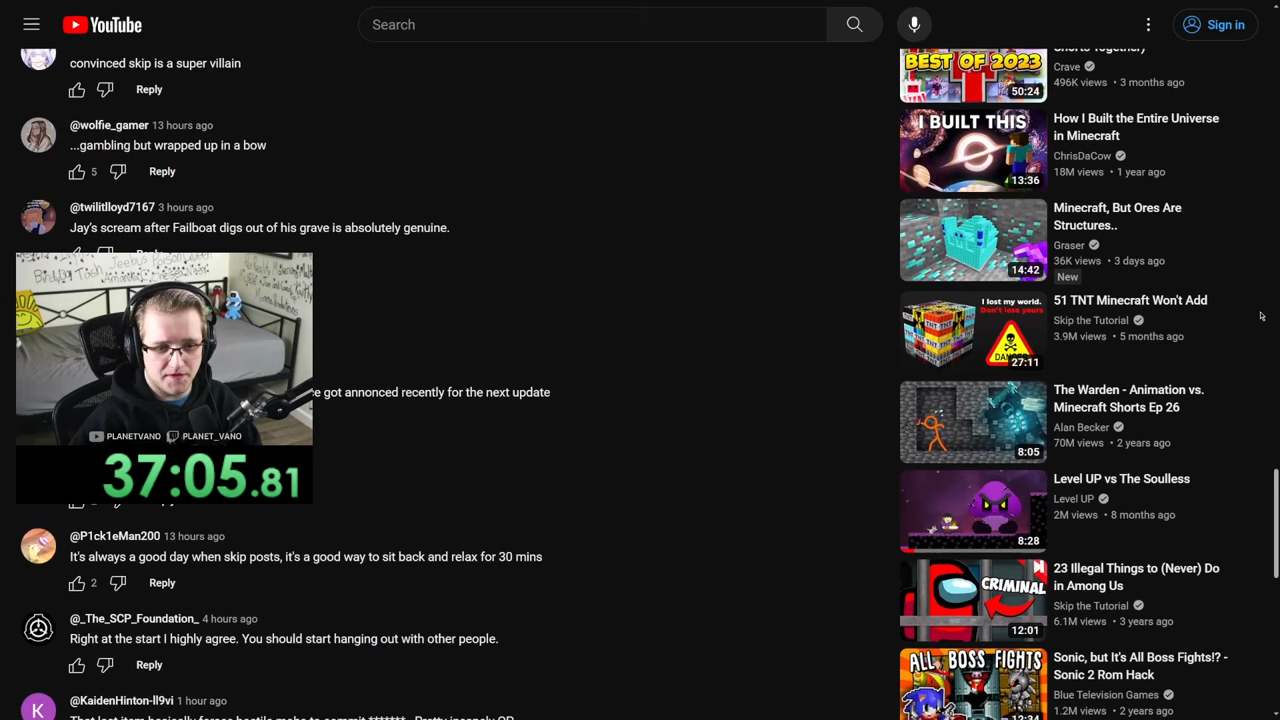 YouTube
Search
Sign in
convinced skip is a super villain
Reply
@wolfie_gamer 13 hours ago
...gambling but wrapped up in a bow
5 Reply
@twilitlloyd7167 3 hours ago
Jay's scream after Failboat digs out of his grave is absolutely genuine.
PLANETVANO PLANET_VANO
37:05.81
ce got annonced recently for the next update
@P1ck1eMan200 13 hours ago
It's always a good day when skip posts, it's a good way to sit back and relax for 30 mins
2 Reply
@_The_SCP_Foundation_ 4 hours ago
Right at the start I highly agree. You should start hanging out with other people.
Reply
K
@KaidenHinton-ll9vi 1 hour ago
BEST OF 2023
50:24
Crave
496K views • 3 months ago
I BUILT THIS
13:36
How I Built the Entire Universe
in Minecraft
ChrisDaCow
18M views • 1 year ago
14:42
Minecraft, But Ores Are
Structures..
Graser
36K views • 3 days ago
New
I lost my world.
Don't lose yours
TNT
27:11
51 TNT Minecraft Won't Add
Skip the Tutorial
3.9M views • 5 months ago
8:05
The Warden - Animation vs.
Minecraft Shorts Ep 26
Alan Becker
70M views • 2 years ago
8:28
Level UP vs The Soulless
Level UP
2M views • 8 months ago
CRIMINAL
12:01
23 Illegal Things to (Never) Do
in Among Us
Skip the Tutorial
6.1M views • 3 years ago
ALL BOSS FIGHTS
12:34
Sonic, but It's All Boss Fights!? -
Sonic 2 Rom Hack
Blue Television Games
1.2M views • 2 years ago